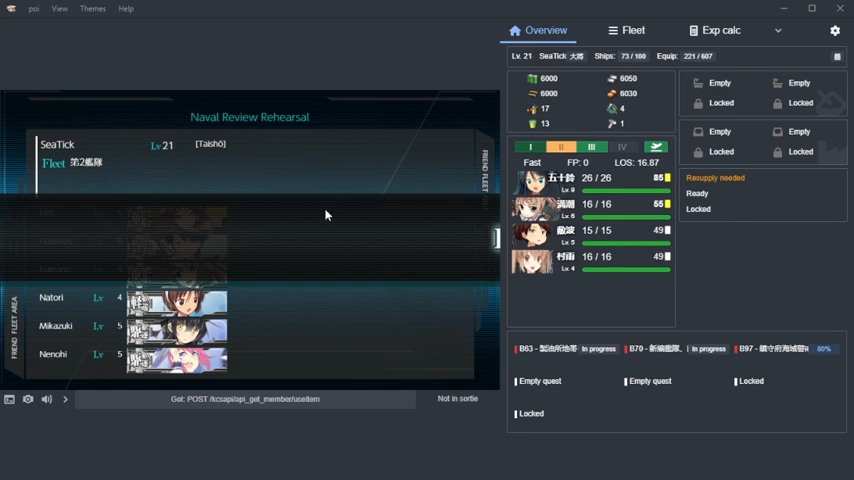 poi View Themes Help
Overview Fleet Exp calc
Lv. 21 SeaTick 大将 Ships: 73 / 100 Equip: 221 / 607
6000 6050
6000 6030
17 4
13 1
Empty Empty
Locked Locked
Empty Empty
Locked Locked
I II III IV
Fast FP: 0 LOS: 16.87
五十鈴 26 / 26 85
Lv. 9
満潮 16 / 16 55
Lv. 6
敷波 15 / 15 49
Lv. 5
村雨 16 / 16 49
Lv. 4
Resupply needed
Ready
Locked
Naval Review Rehearsal
SeaTick Lv 21 [Taishō]
Fleet 第2艦隊
FRIEND FLEET
Natori Lv 4
Mikazuki Lv 5
Nenohi Lv 5
FRIEND FLEET AREA
B63 - 製油所地帯 In progress B70 - 新編艦隊、 In progress B97 - 鎮守府海域警 80%
Empty quest Empty quest Locked
Locked
Got: POST /kcsapi/api_get_member/useitem
Not in sortie